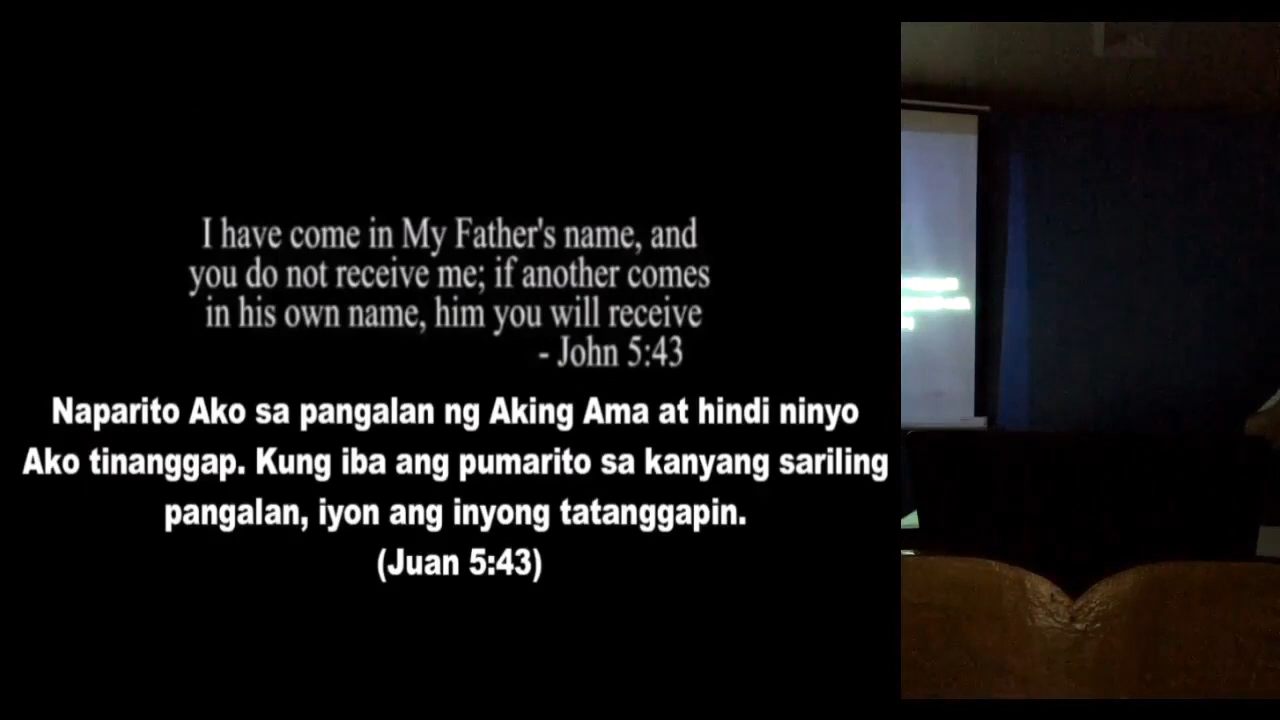 I have come in My Father's name, and
you do not receive me; if another comes
in his own name, him you will receive
- John 5:43
Naparito Ako sa pangalan ng Aking Ama at hindi ninyo
Ako tinanggap. Kung iba ang pumarito sa kanyang sariling
pangalan, iyon ang inyong tatanggapin.
(Juan 5:43)